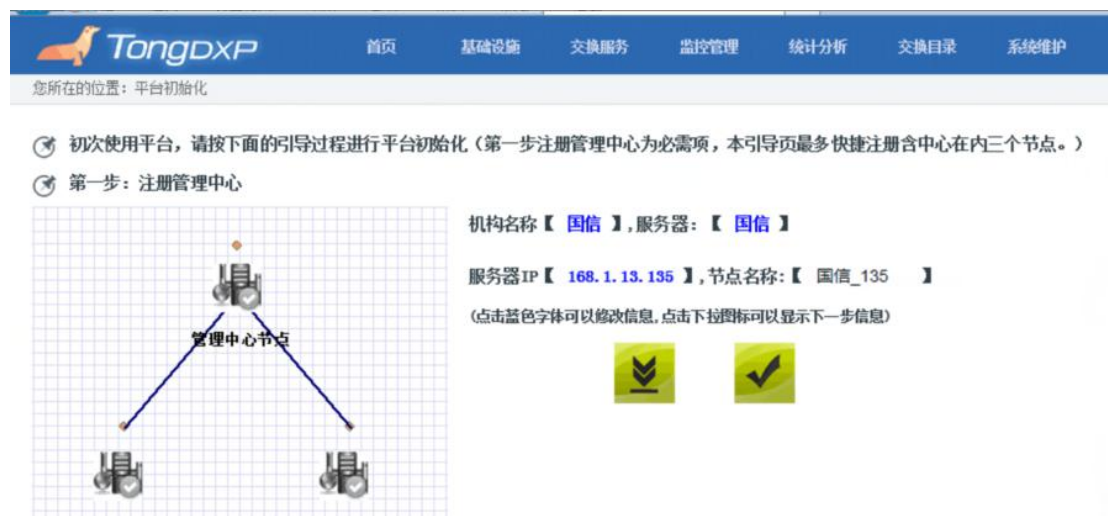 TongDXP 首页 基础设施 交换服务 监控管理 统计分析 交换目录 系统维护
您所在的位置：平台初始化
初次使用平台，请按下面的引导过程进行平台初始化（第一步注册管理中心为必需项，本引导页最多快捷注册含中心在内三个节点。）
第一步：注册管理中心
机构名称【 国信 】,服务器：【 国信 】
服务器IP【 168.1.13.135 】,节点名称:【 国信_135 】
(点击蓝色字体可以修改信息,点击下拉图标可以显示下一步信息)
管理中心节点